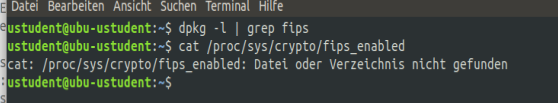 Datei Bearbeiten Ansicht Suchen Terminal Hilfe
ustudent@ubu-ustudent:~$ dpkg -l | grep fips
ustudent@ubu-ustudent:~$ cat /proc/sys/crypto/fips_enabled
cat: /proc/sys/crypto/fips_enabled: Datei oder Verzeichnis nicht gefunden
ustudent@ubu-ustudent:~$